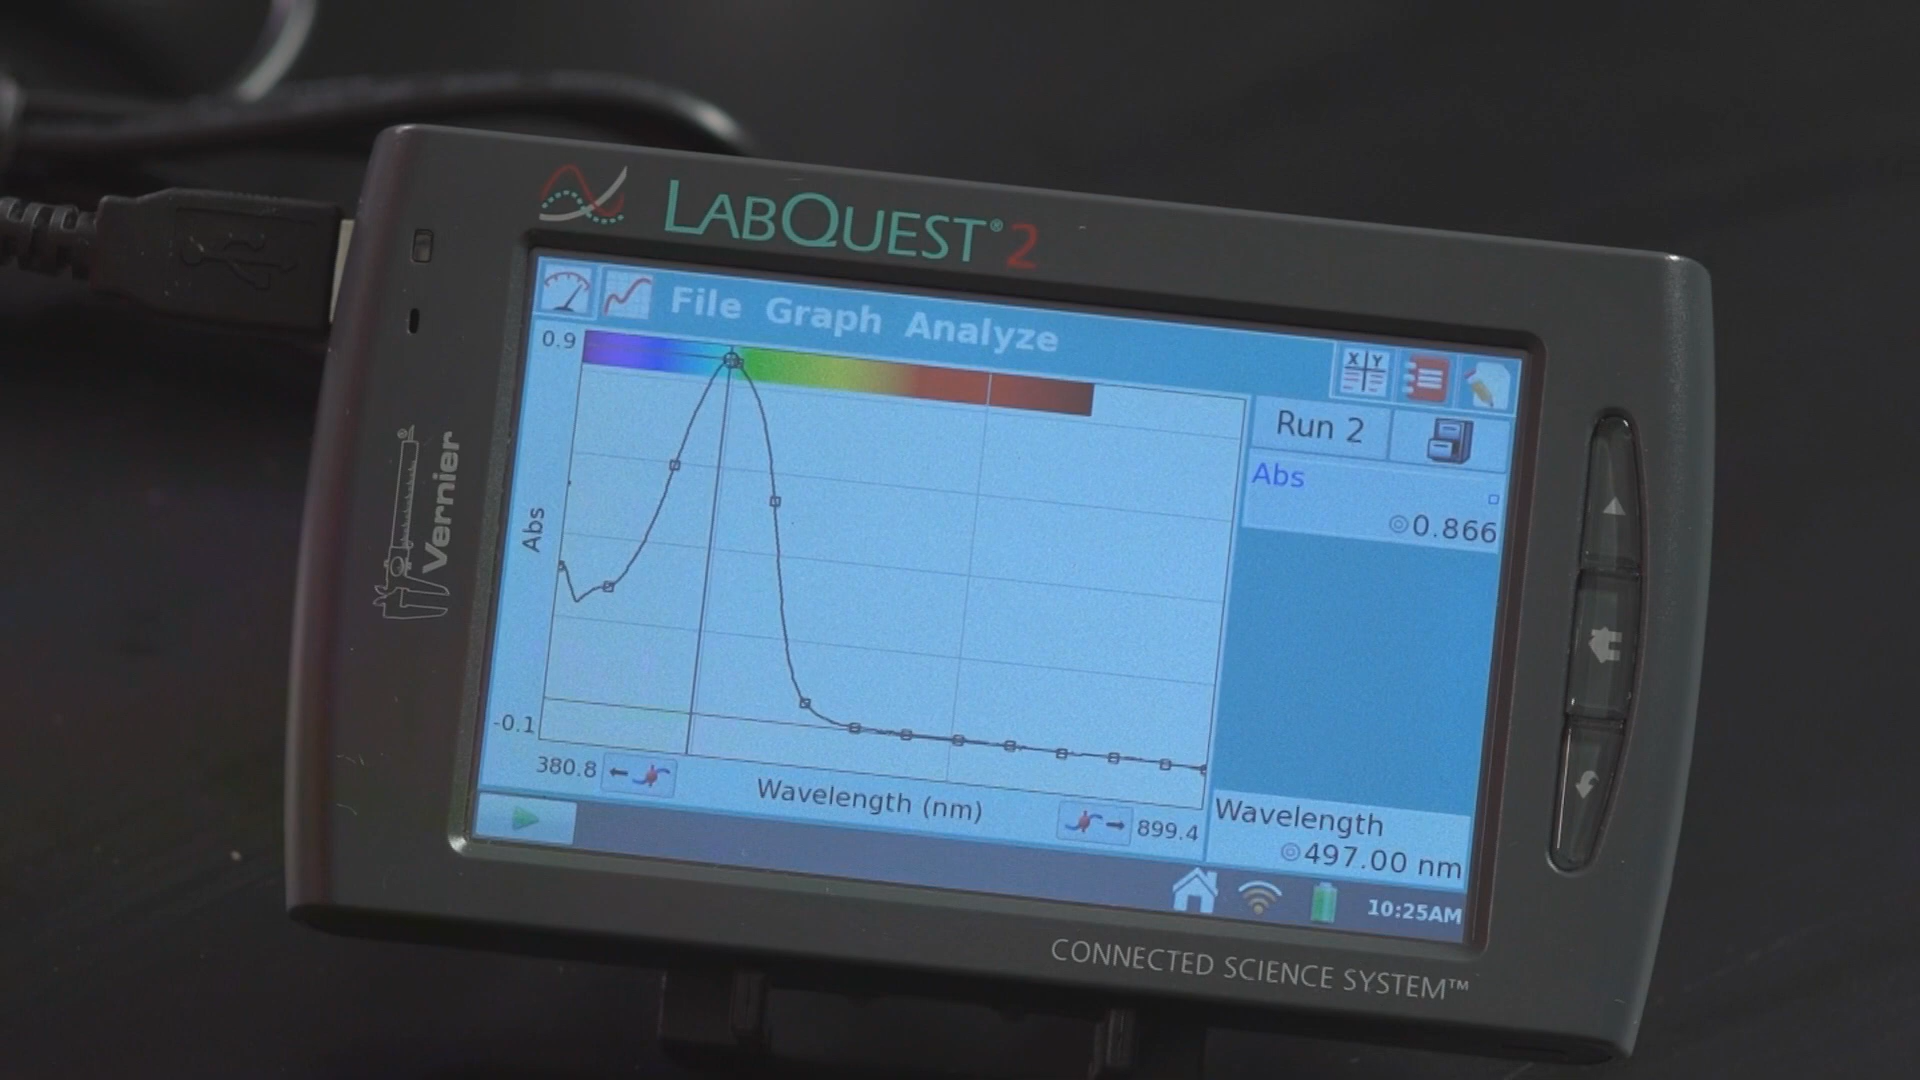 LABQUEST® 2
File Graph Analyze
X Y
0.9
Run 2
Abs
0.866
Abs
-0.1
380.8
Wavelength (nm)
899.4
Wavelength
497.00 nm
10:25AM
Vernier®
CONNECTED SCIENCE SYSTEM™